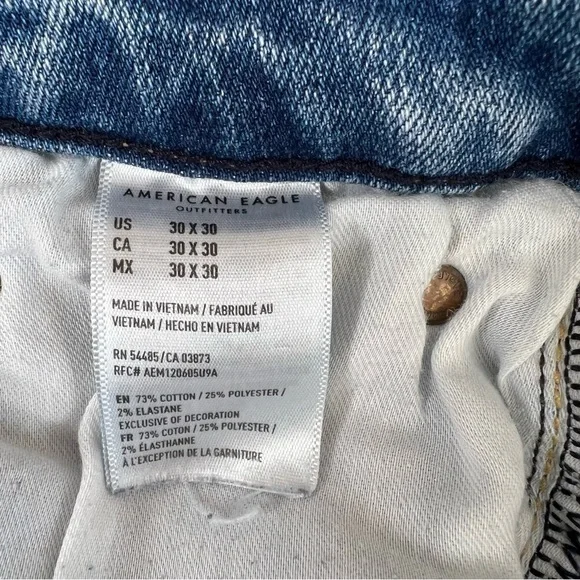 AMERICAN EAGLE
OUTFITTERS
US 30 X 30
CA 30 X 30
MX 30 X 30
MADE IN VIETNAM / FABRIQUÉ AU
VIETNAM / HECHO EN VIETNAM
RN 54485/CA 03873
RFC# AEM120605U9A
EN 73% COTTON / 25% POLYESTER /
2% ELASTANE
EXCLUSIVE OF DECORATION
FR 73% COTON / 25% POLYESTER /
2% ÉLASTHANNE
À L'EXCEPTION DE LA GARNITURE